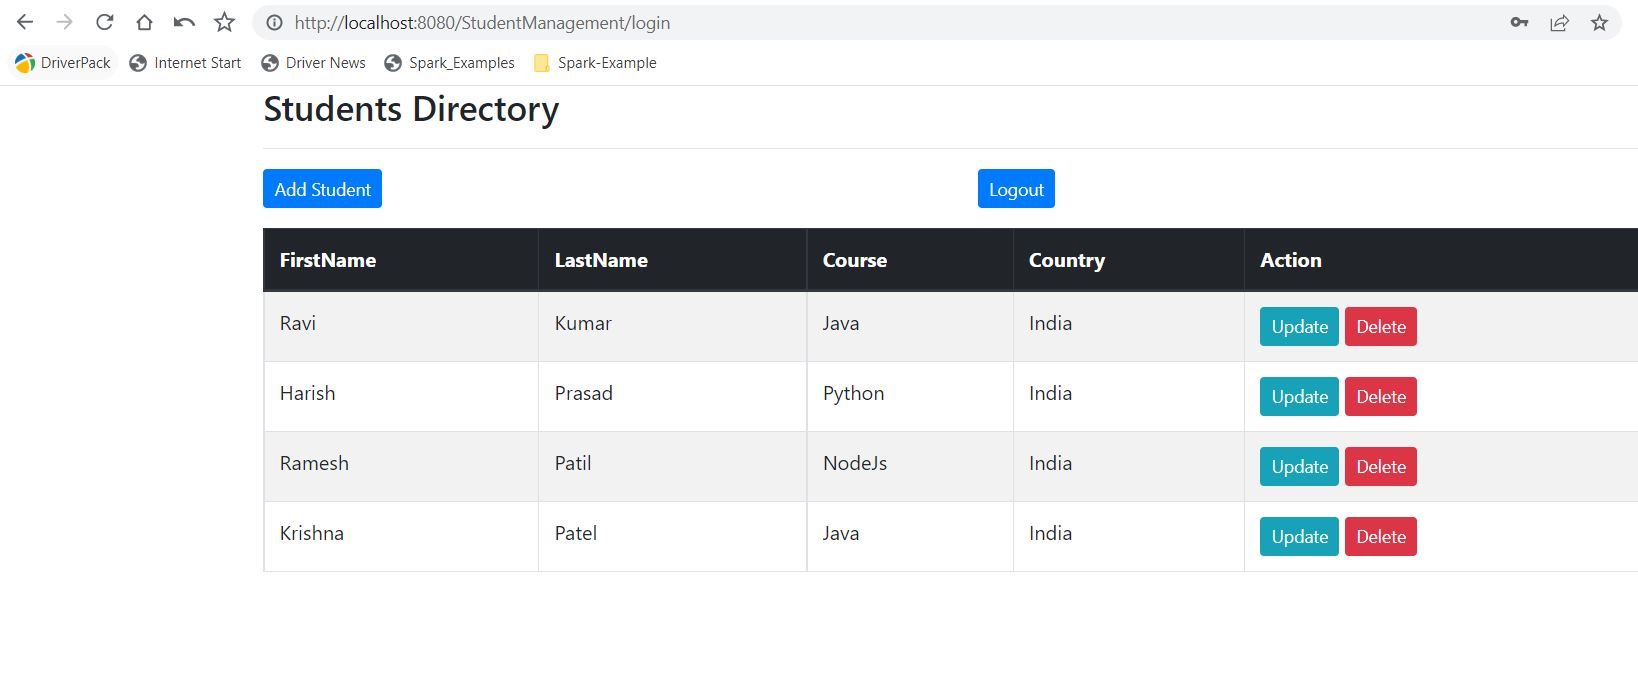 http://localhost:8080/StudentManagement/login
DriverPack Internet Start Driver News Spark_Examples Spark-Example
Students Directory
Add Student Logout
FirstName LastName Course Country Action
Ravi Kumar Java India Update Delete
Harish Prasad Python India Update Delete
Ramesh Patil NodeJs India Update Delete
Krishna Patel Java India Update Delete